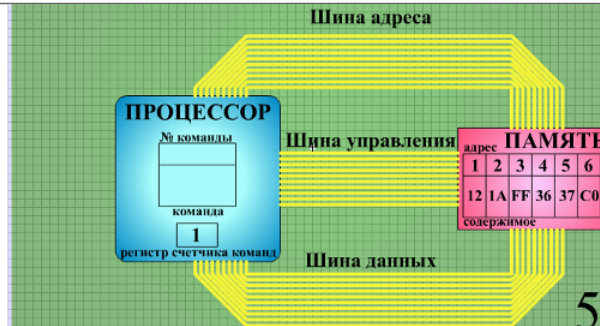 Шина адреса
ПРОЦЕССОР
№ команды
команда
1
регистр счетчика команд
Шина управления
адрес ПАМЯТЬ
1 2 3 4 5 6
12 1A FF 36 37 C0
содержимое
Шина данных
5